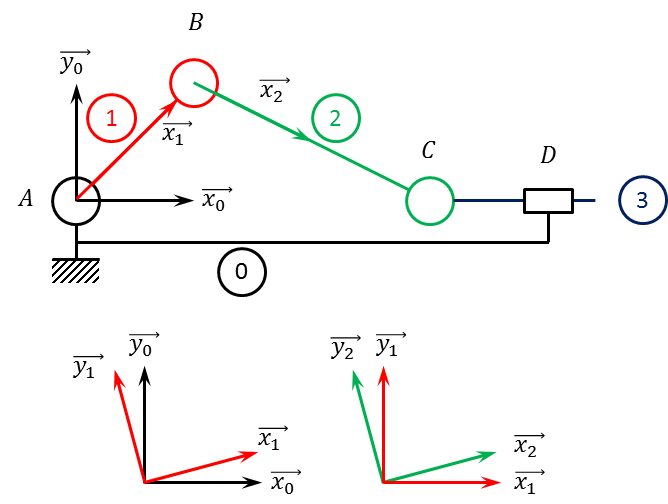 B
y₀
1
x₁
x₂
2
C
D
A
x₀
3
0
y₁
y₀
x₁
x₀
y₂
y₁
x₂
x₁